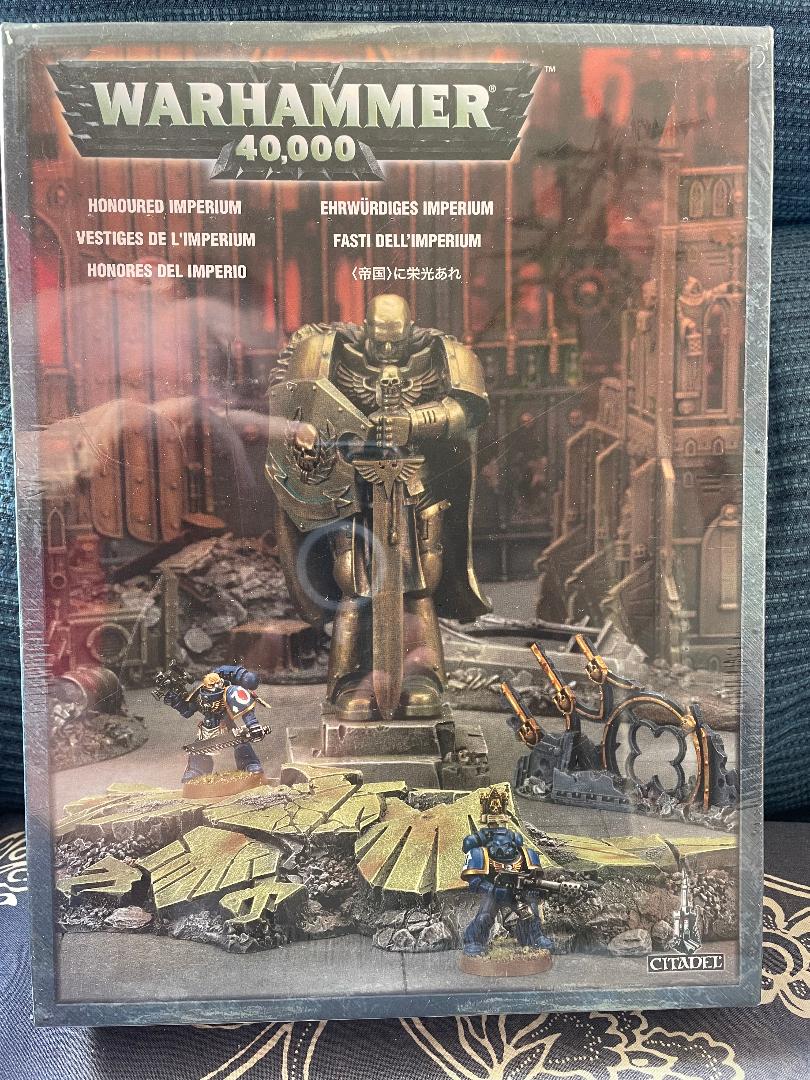 WARHAMMER®™
40,000
HONOURED IMPERIUM
EHRWÜRDIGES IMPERIUM
VESTIGES DE L'IMPERIUM
FASTI DELL'IMPERIUM
HONORES DEL IMPERIO
〈帝国〉に栄光あれ
CITADEL